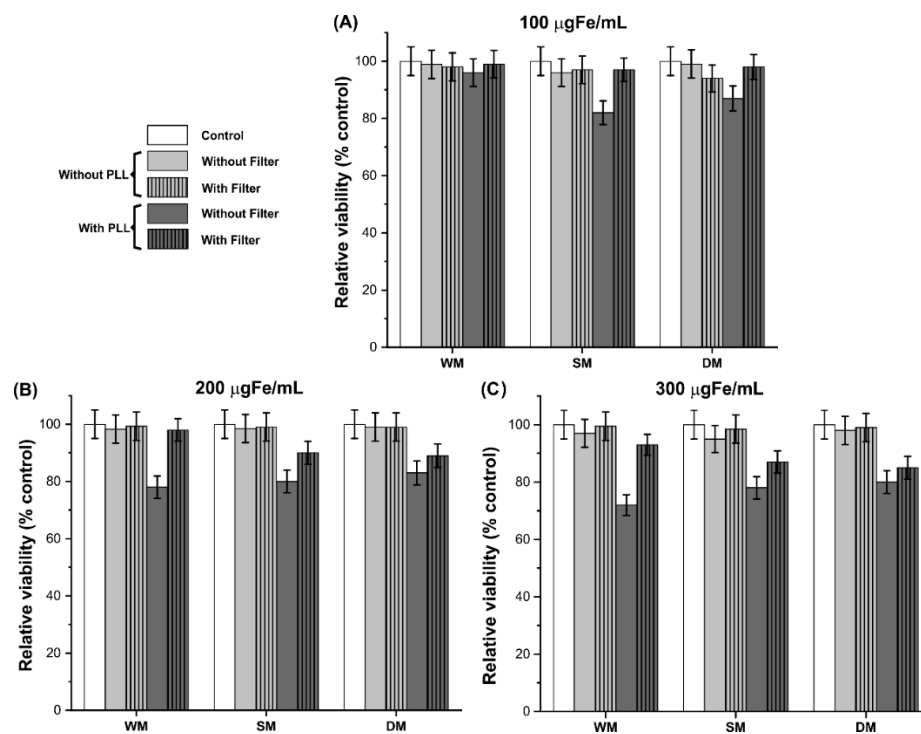 (A)
100 μgFe/mL
Control
Without PLL
Without Filter
With Filter
With PLL
Without Filter
With Filter
Relative viability (% control)
100
80
60
40
20
0
WM SM DM
(B)
200 μgFe/mL
Relative viability (% control)
100
80
60
40
20
0
WM SM DM
(C)
300 μgFe/mL
Relative viability (% control)
100
80
60
40
20
0
WM SM DM